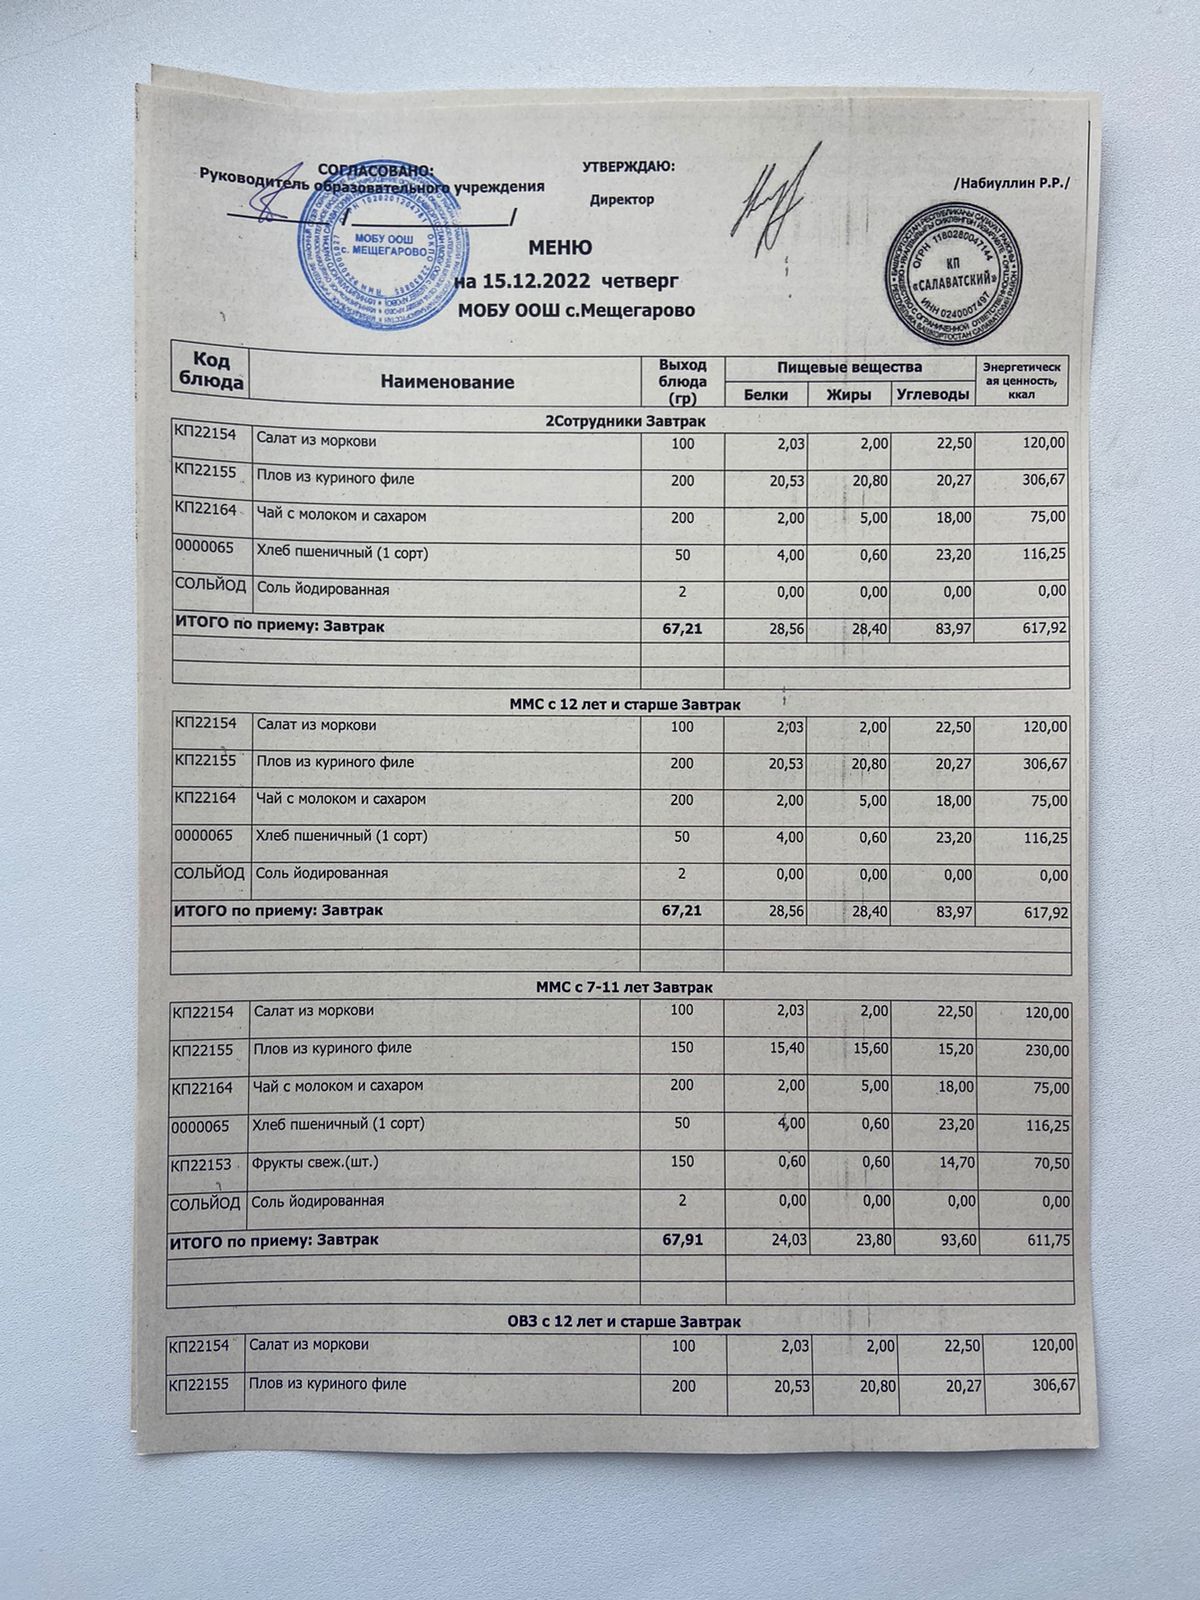 СОГЛАСОВАНО:
Руководитель образовательного учреждения
УТВЕРЖДАЮ:
Директор
/Набиуллин Р.Р./
МОБУ ООШ
с. МЕЩЕГАРОВО
КП
«САЛАВАТСКИЙ»
ОГРН 1180280047144
ИНН 0240007497
МЕНЮ
на 15.12.2022 четверг
МОБУ ООШ с.Мещегарово
Код блюда Наименование Выход блюда (гр) Пищевые вещества Энергетическ ая ценность, ккал
Белки Жиры Углеводы
2Сотрудники Завтрак
КП22154 Салат из моркови 100 2,03 2,00 22,50 120,00
КП22155 Плов из куриного филе 200 20,53 20,80 20,27 306,67
КП22164 Чай с молоком и сахаром 200 2,00 5,00 18,00 75,00
0000065 Хлеб пшеничный (1 сорт) 50 4,00 0,60 23,20 116,25
СОЛЬЙОД Соль йодированная 2 0,00 0,00 0,00 0,00
ИТОГО по приему: Завтрак 67,21 28,56 28,40 83,97 617,92
ММС с 12 лет и старше Завтрак
КП22154 Салат из моркови 100 2,03 2,00 22,50 120,00
КП22155 Плов из куриного филе 200 20,53 20,80 20,27 306,67
КП22164 Чай с молоком и сахаром 200 2,00 5,00 18,00 75,00
0000065 Хлеб пшеничный (1 сорт) 50 4,00 0,60 23,20 116,25
СОЛЬЙОД Соль йодированная 2 0,00 0,00 0,00 0,00
ИТОГО по приему: Завтрак 67,21 28,56 28,40 83,97 617,92
ММС с 7-11 лет Завтрак
КП22154 Салат из моркови 100 2,03 2,00 22,50 120,00
КП22155 Плов из куриного филе 150 15,40 15,60 15,20 230,00
КП22164 Чай с молоком и сахаром 200 2,00 5,00 18,00 75,00
0000065 Хлеб пшеничный (1 сорт) 50 4,00 0,60 23,20 116,25
КП22153 Фрукты свеж.(шт.) 150 0,60 0,60 14,70 70,50
СОЛЬЙОД Соль йодированная 2 0,00 0,00 0,00 0,00
ИТОГО по приему: Завтрак 67,91 24,03 23,80 93,60 611,75
ОВЗ с 12 лет и старше Завтрак
КП22154 Салат из моркови 100 2,03 2,00 22,50 120,00
КП22155 Плов из куриного филе 200 20,53 20,80 20,27 306,67